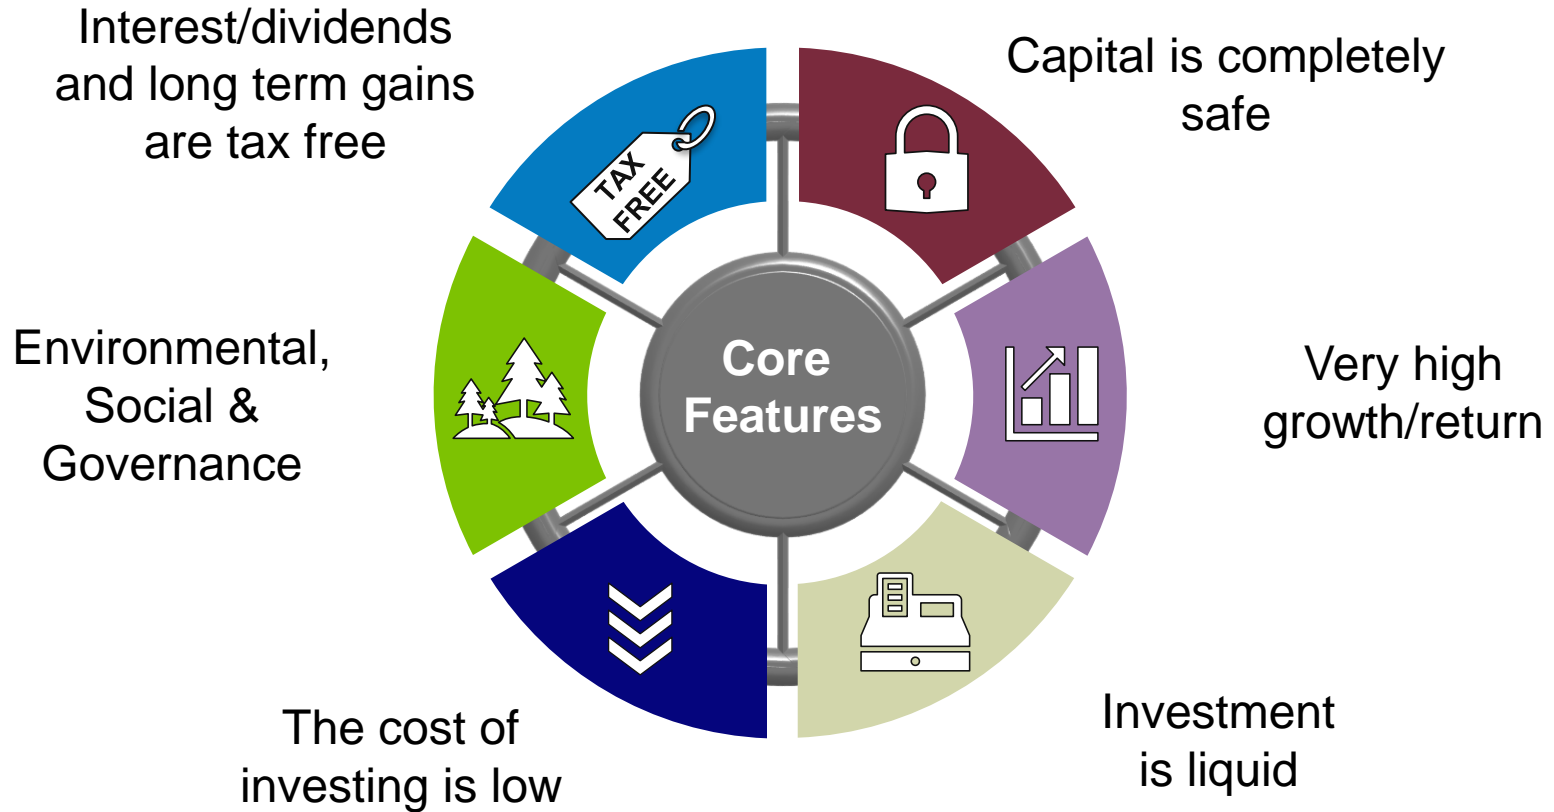 Interest/dividends
and long term gains
are tax free
Capital is completely
safe
TAX
FREE
Environmental,
Social &
Governance
Core
Features
Very high
growth/return
The cost of
investing is low
Investment
is liquid